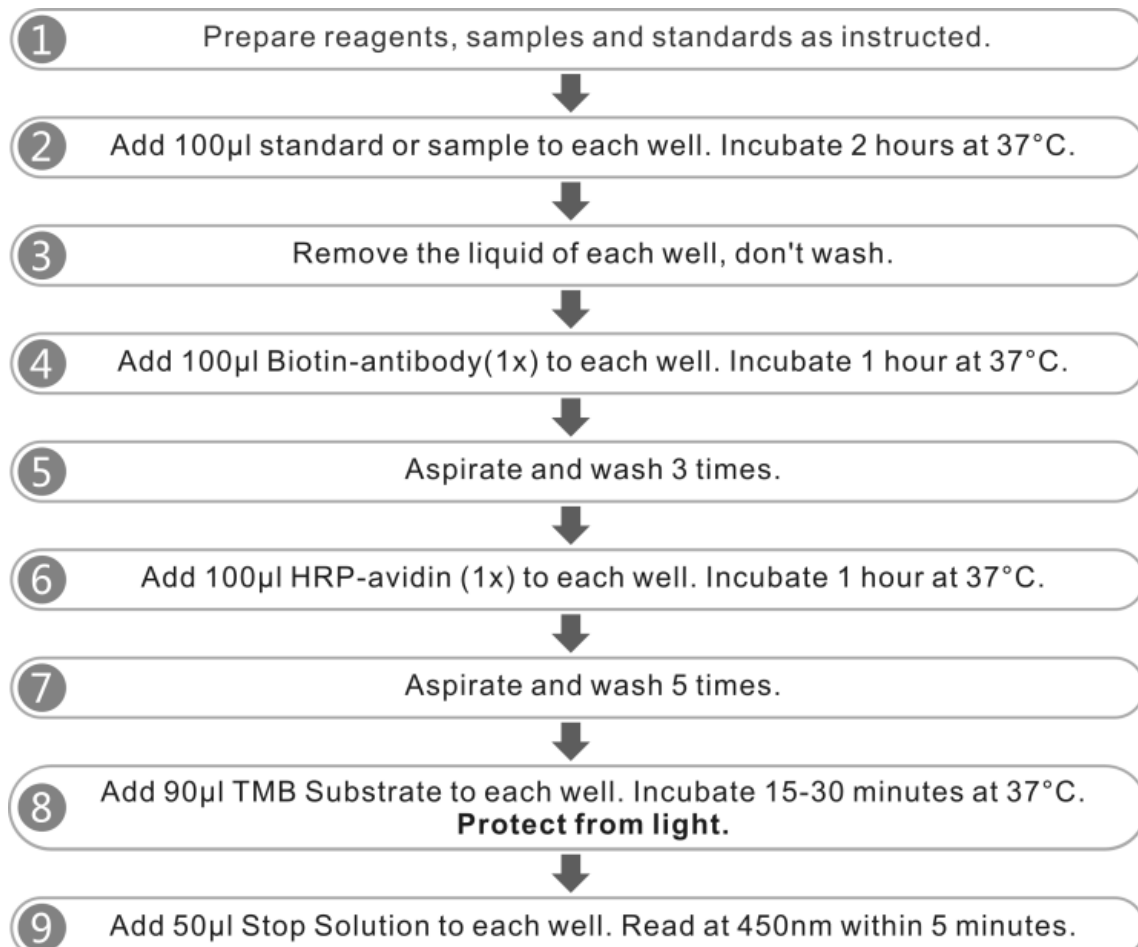 1 Prepare reagents, samples and standards as instructed.
2 Add 100µl standard or sample to each well. Incubate 2 hours at 37°C.
3 Remove the liquid of each well, don't wash.
4 Add 100µl Biotin-antibody(1x) to each well. Incubate 1 hour at 37°C.
5 Aspirate and wash 3 times.
6 Add 100µl HRP-avidin (1x) to each well. Incubate 1 hour at 37°C.
7 Aspirate and wash 5 times.
8 Add 90µl TMB Substrate to each well. Incubate 15-30 minutes at 37°C.
Protect from light.
9 Add 50µl Stop Solution to each well. Read at 450nm within 5 minutes.